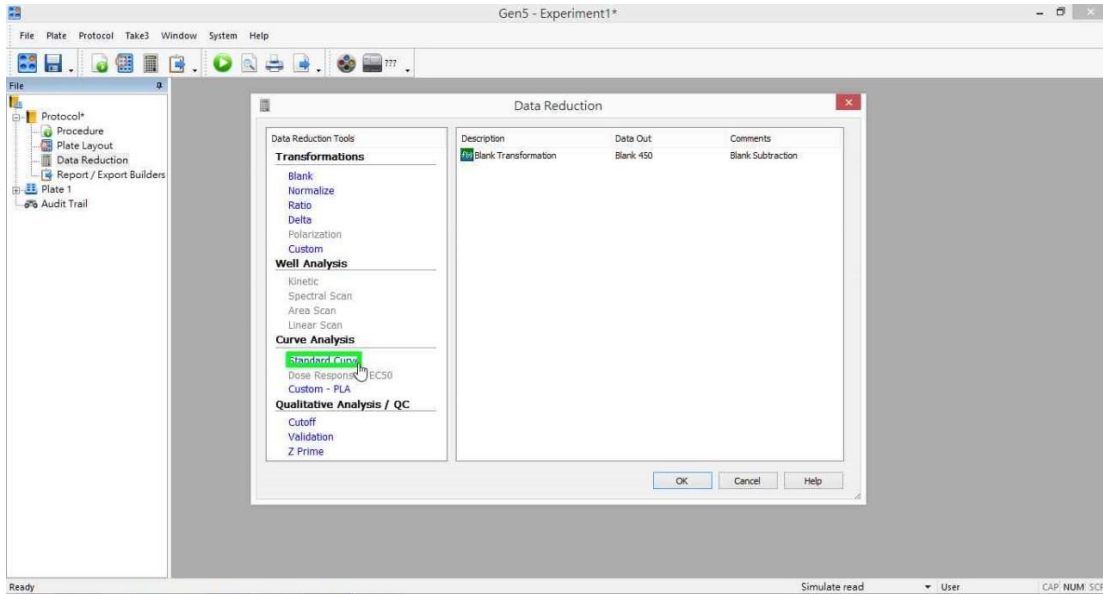 Gen5 - Experiment1*
File Plate Protocol Take3 Window System Help
???
File
Protocol*
Procedure
Plate Layout
Data Reduction
Report / Export Builders
Plate 1
Audit Trail
Data Reduction
Data Reduction Tools
Transformations
Blank
Normalize
Ratio
Delta
Polarization
Custom
Well Analysis
Kinetic
Spectral Scan
Area Scan
Linear Scan
Curve Analysis
Standard Curve
Dose Response EC50
Custom - PLA
Qualitative Analysis / QC
Cutoff
Validation
Z Prime
Description Data Out Comments
f(x) Blank Transformation Blank 450 Blank Subtraction
OK Cancel Help
Ready Simulate read User CAP NUM SCR